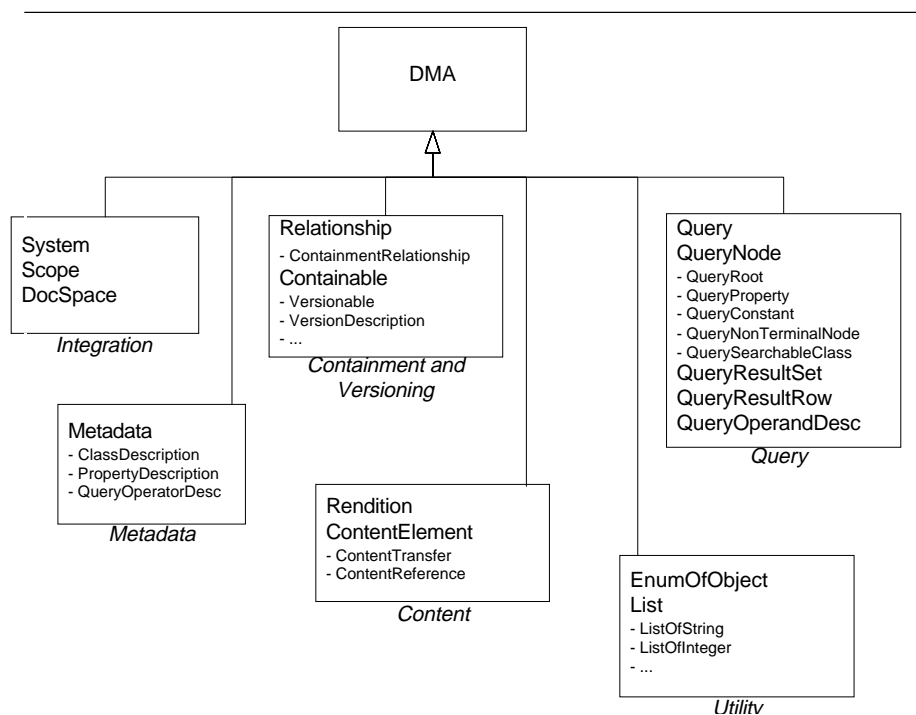 DMA
System
Scope
DocSpace
Integration
Relationship
- ContainmentRelationship
Containable
- Versionable
- VersionDescription
- ...
Containment and
Versioning
Query
QueryNode
- QueryRoot
- QueryProperty
- QueryConstant
- QueryNonTerminalNode
- QuerySearchableClass
QueryResultSet
QueryResultRow
QueryOperandDesc
Query
Metadata
- ClassDescription
- PropertyDescription
- QueryOperatorDesc
Metadata
Rendition
ContentElement
- ContentTransfer
- ContentReference
Content
EnumOfObject
List
- ListOfString
- ListOfInteger
- ...
Utility